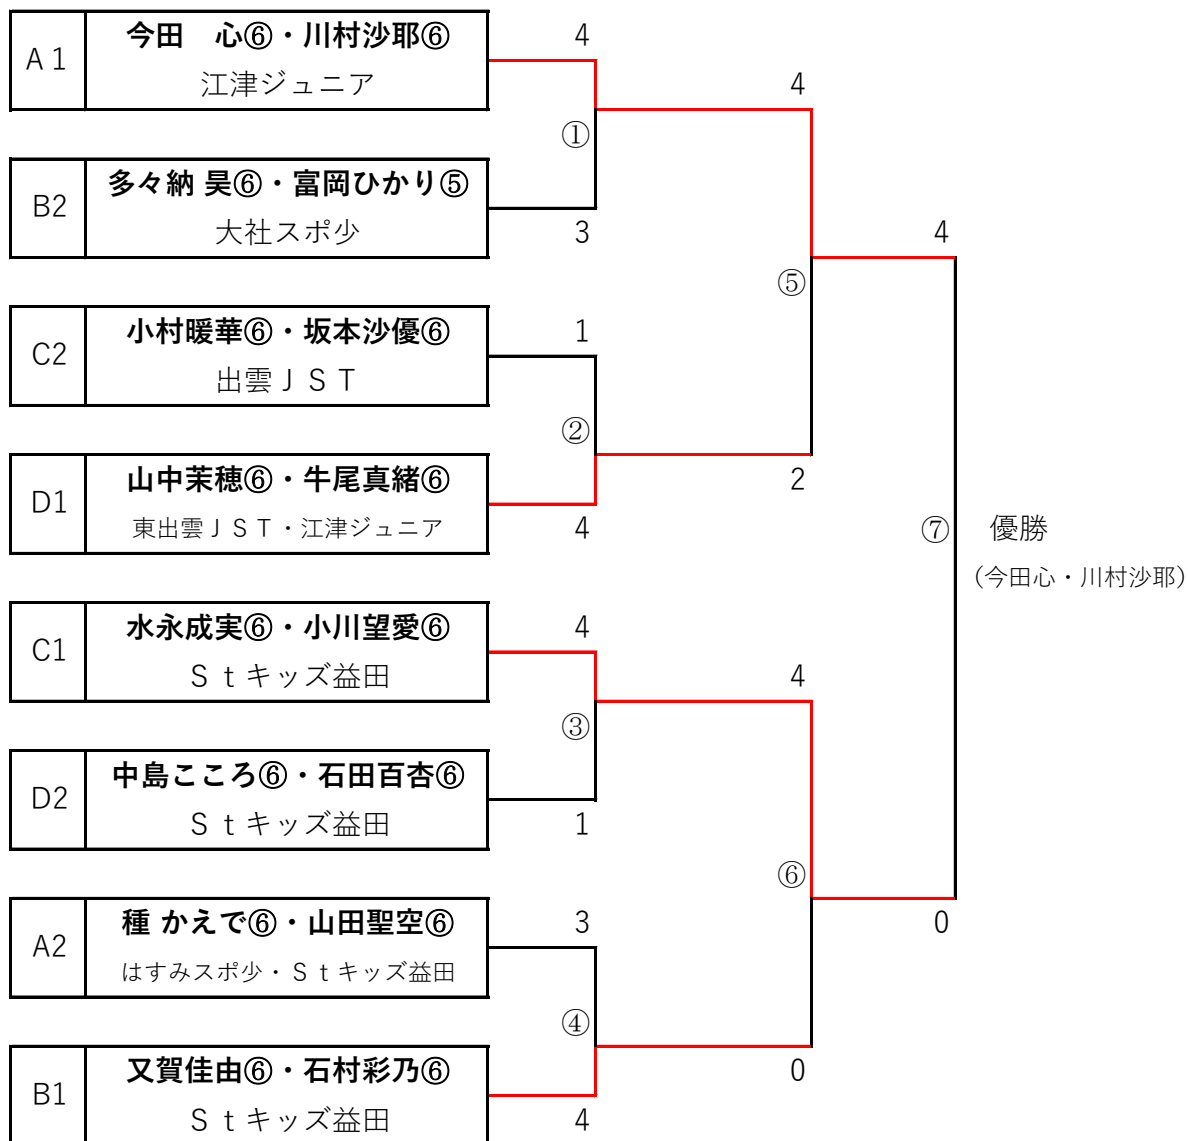 A 1
今田　心⑥・川村沙耶⑥
江津ジュニア
4
4
①
B2
多々納 昊⑥・富岡ひかり⑤
大社スポ少
3
4
⑤
C2
小村暖華⑥・坂本沙優⑥
出雲ＪＳＴ
1
②
D1
山中茉穂⑥・牛尾真緒⑥
東出雲ＪＳＴ・江津ジュニア
4
2
⑦
優勝
（今田心・川村沙耶）
C1
水永成実⑥・小川望愛⑥
Ｓｔキッズ益田
4
4
③
D2
中島こころ⑥・石田百杏⑥
Ｓｔキッズ益田
1
⑥
A2
種 かえで⑥・山田聖空⑥
はすみスポ少・Ｓｔキッズ益田
3
0
④
B1
又賀佳由⑥・石村彩乃⑥
Ｓｔキッズ益田
4
0